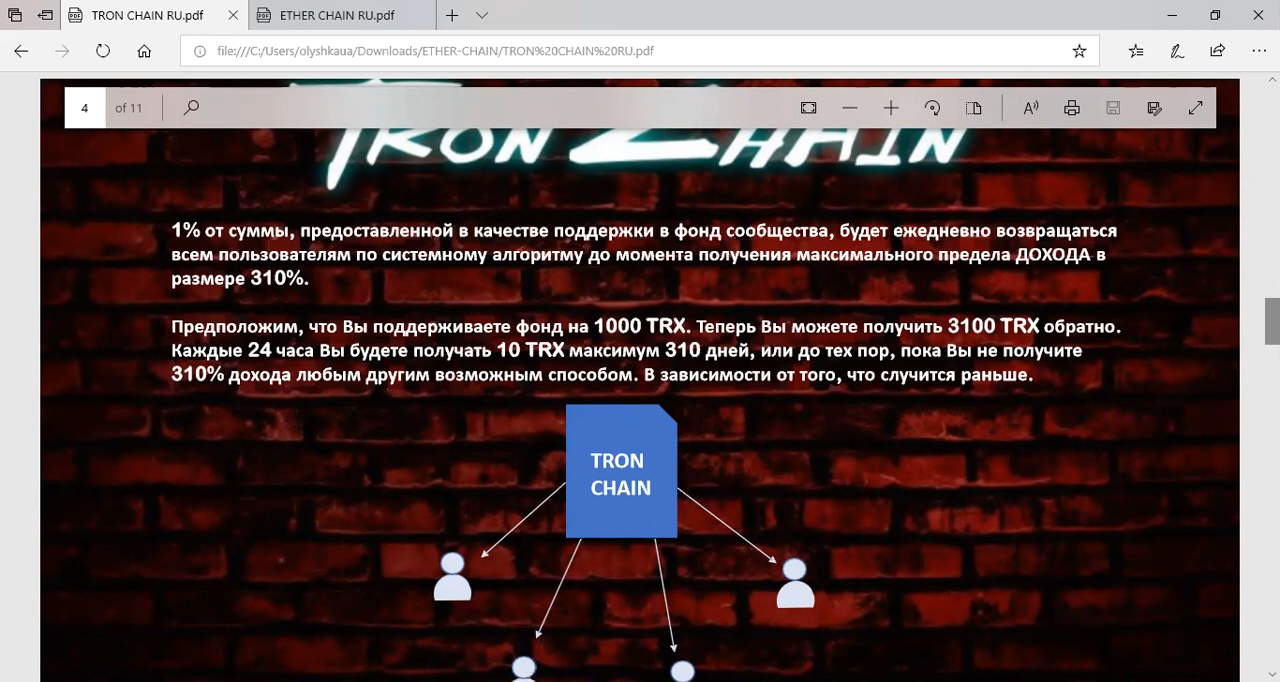 TRON CHAIN RU.pdf
ETHER CHAIN RU.pdf
file:///C:/Users/olyshkaua/Downloads/ETHER-CHAIN/TRON%20CHAIN%20RU.pdf
4 of 11
TRON CHAIN
1% от суммы, предоставленной в качестве поддержки в фонд сообщества, будет ежедневно возвращаться
всем пользователям по системному алгоритму до момента получения максимального предела ДОХОДА в
размере 310%.
Предположим, что Вы поддерживаете фонд на 1000 TRX. Теперь Вы можете получить 3100 TRX обратно.
Каждые 24 часа Вы будете получать 10 TRX максимум 310 дней, или до тех пор, пока Вы не получите
310% дохода любым другим возможным способом. В зависимости от того, что случится раньше.
TRON
CHAIN